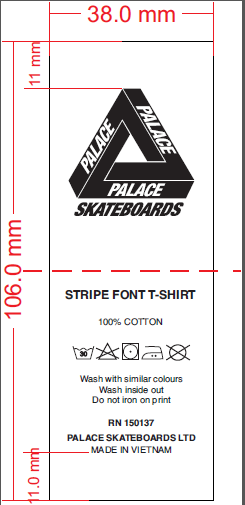 38.0 mm
11 mm
PALACE
PALACE
PALACE
SKATEBOARDS
106.0 mm
STRIPE FONT T-SHIRT
100% COTTON
30
Wash with similar colours
Wash inside out
Do not iron on print
RN 150137
PALACE SKATEBOARDS LTD
MADE IN VIETNAM
11.0 mm